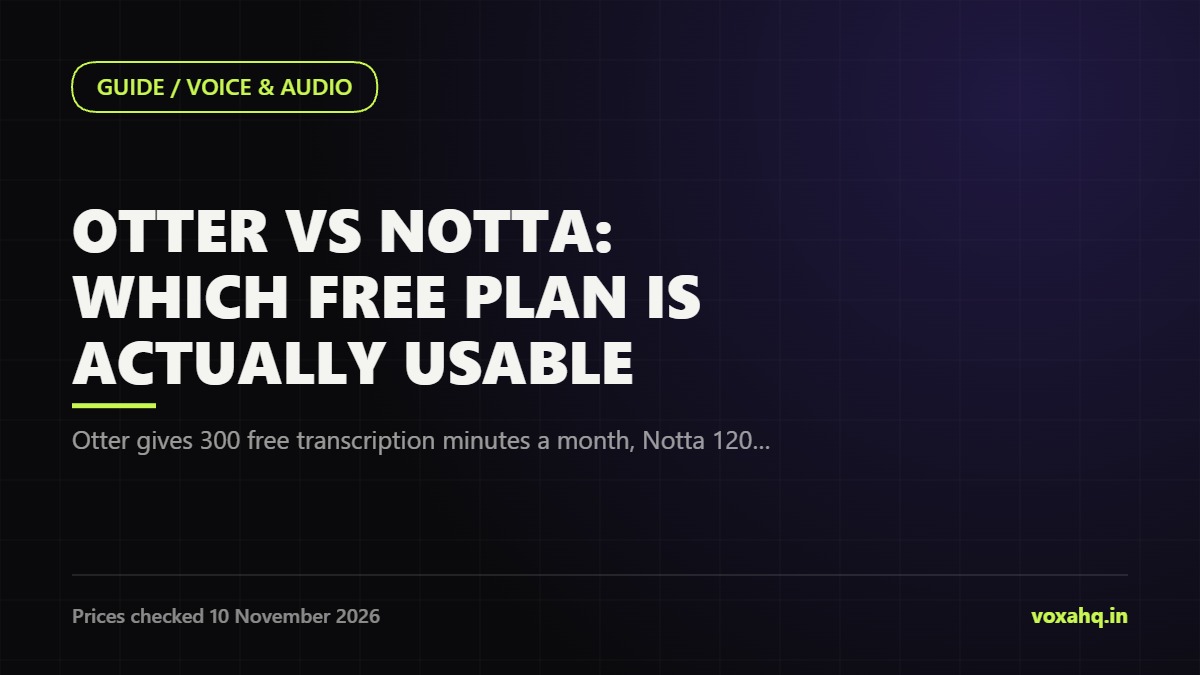 GUIDE / VOICE & AUDIO
OTTER VS NOTTA:
WHICH FREE PLAN IS
ACTUALLY USABLE
Otter gives 300 free transcription minutes a month, Notta 120...
Prices checked 10 November 2026
voxahq.in